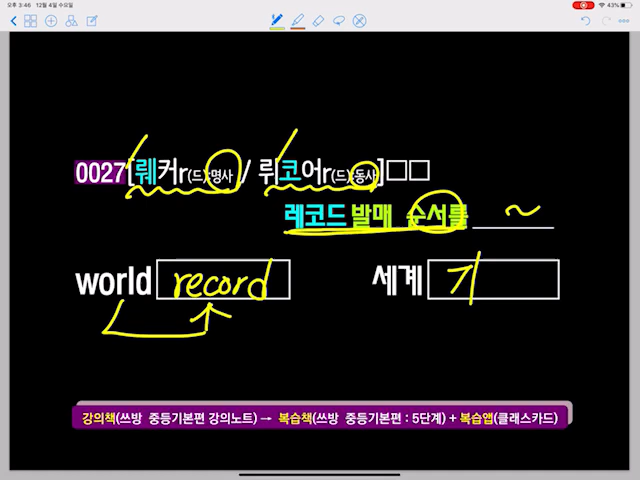 오후 3:46 12월 4일 수요일 43%
0027[뤠커r(드):명사 / 뤼코어r(드):동사]□□
레코드 발매 순서를 ____ ~
world record 세계 기
강의책(쓰방 중등기본편 강의노트) → 복습책(쓰방 중등기본편 : 5단계) + 복습앱(클래스카드)